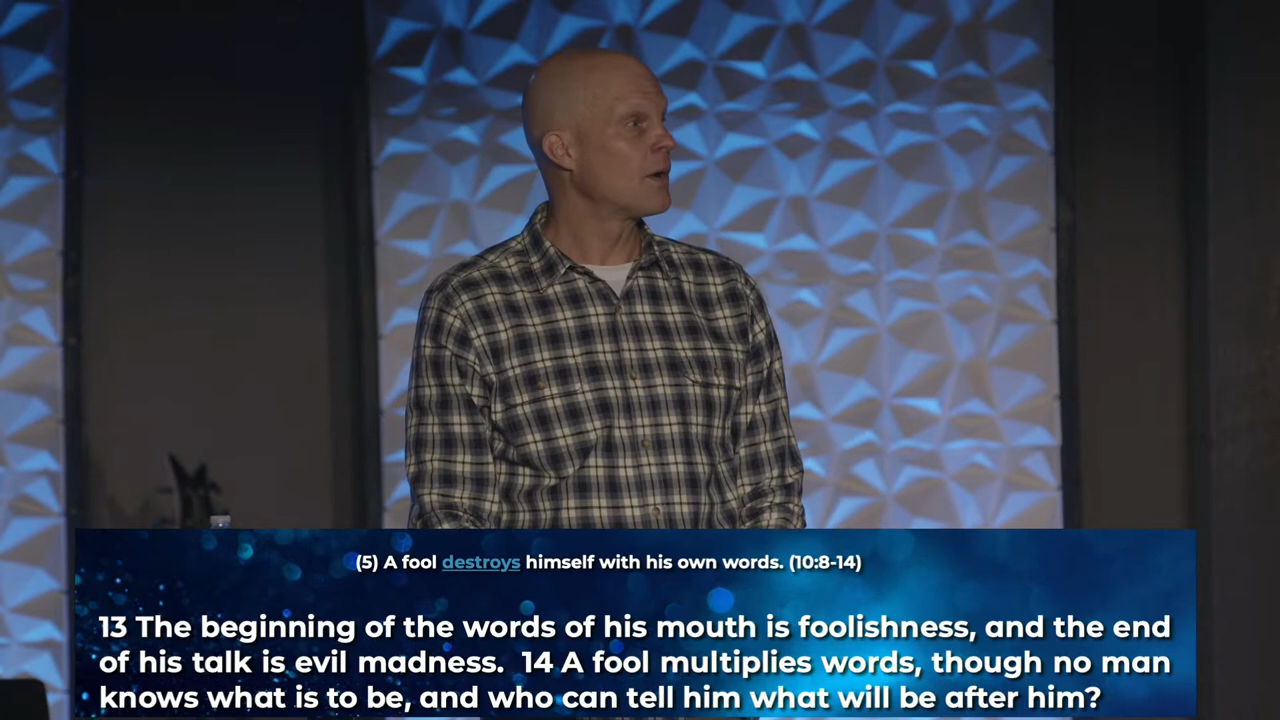 (5) A fool destroys himself with his own words. (10:8-14)
13 The beginning of the words of his mouth is foolishness, and the end
of his talk is evil madness.  14 A fool multiplies words, though no man
knows what is to be, and who can tell him what will be after him?